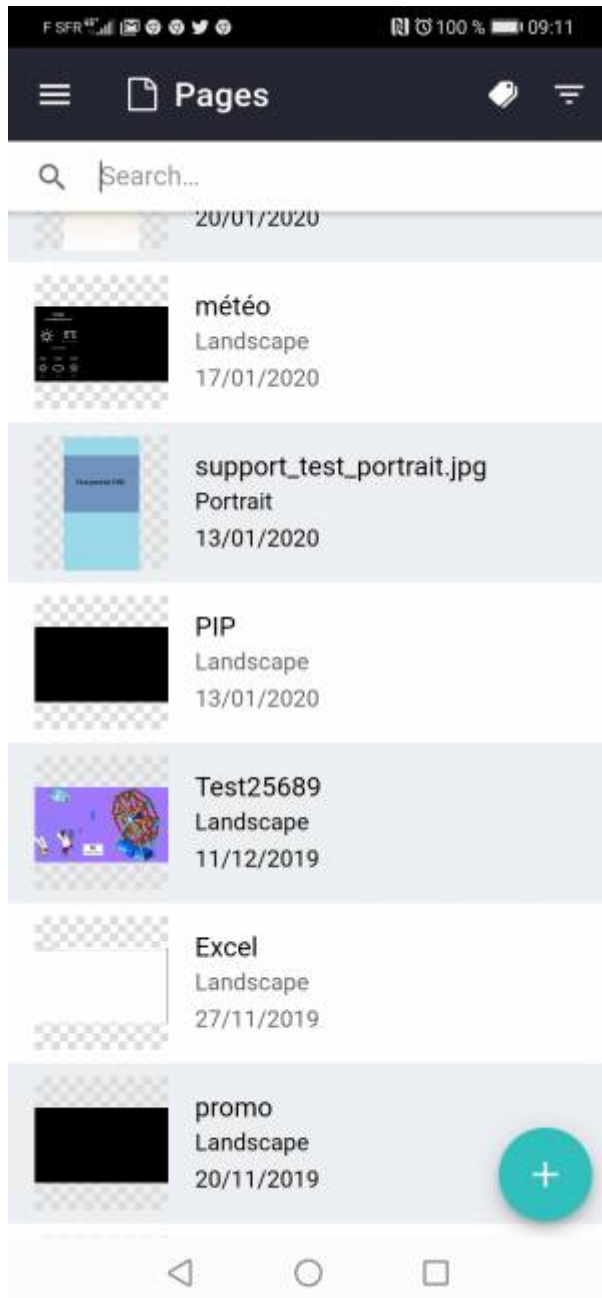 F SFR 100 % 09:11
Pages
Search...
20/01/2020
météo
Landscape
17/01/2020
support_test_portrait.jpg
Portrait
13/01/2020
PIP
Landscape
13/01/2020
Test25689
Landscape
11/12/2019
Excel
Landscape
27/11/2019
promo
Landscape
20/11/2019